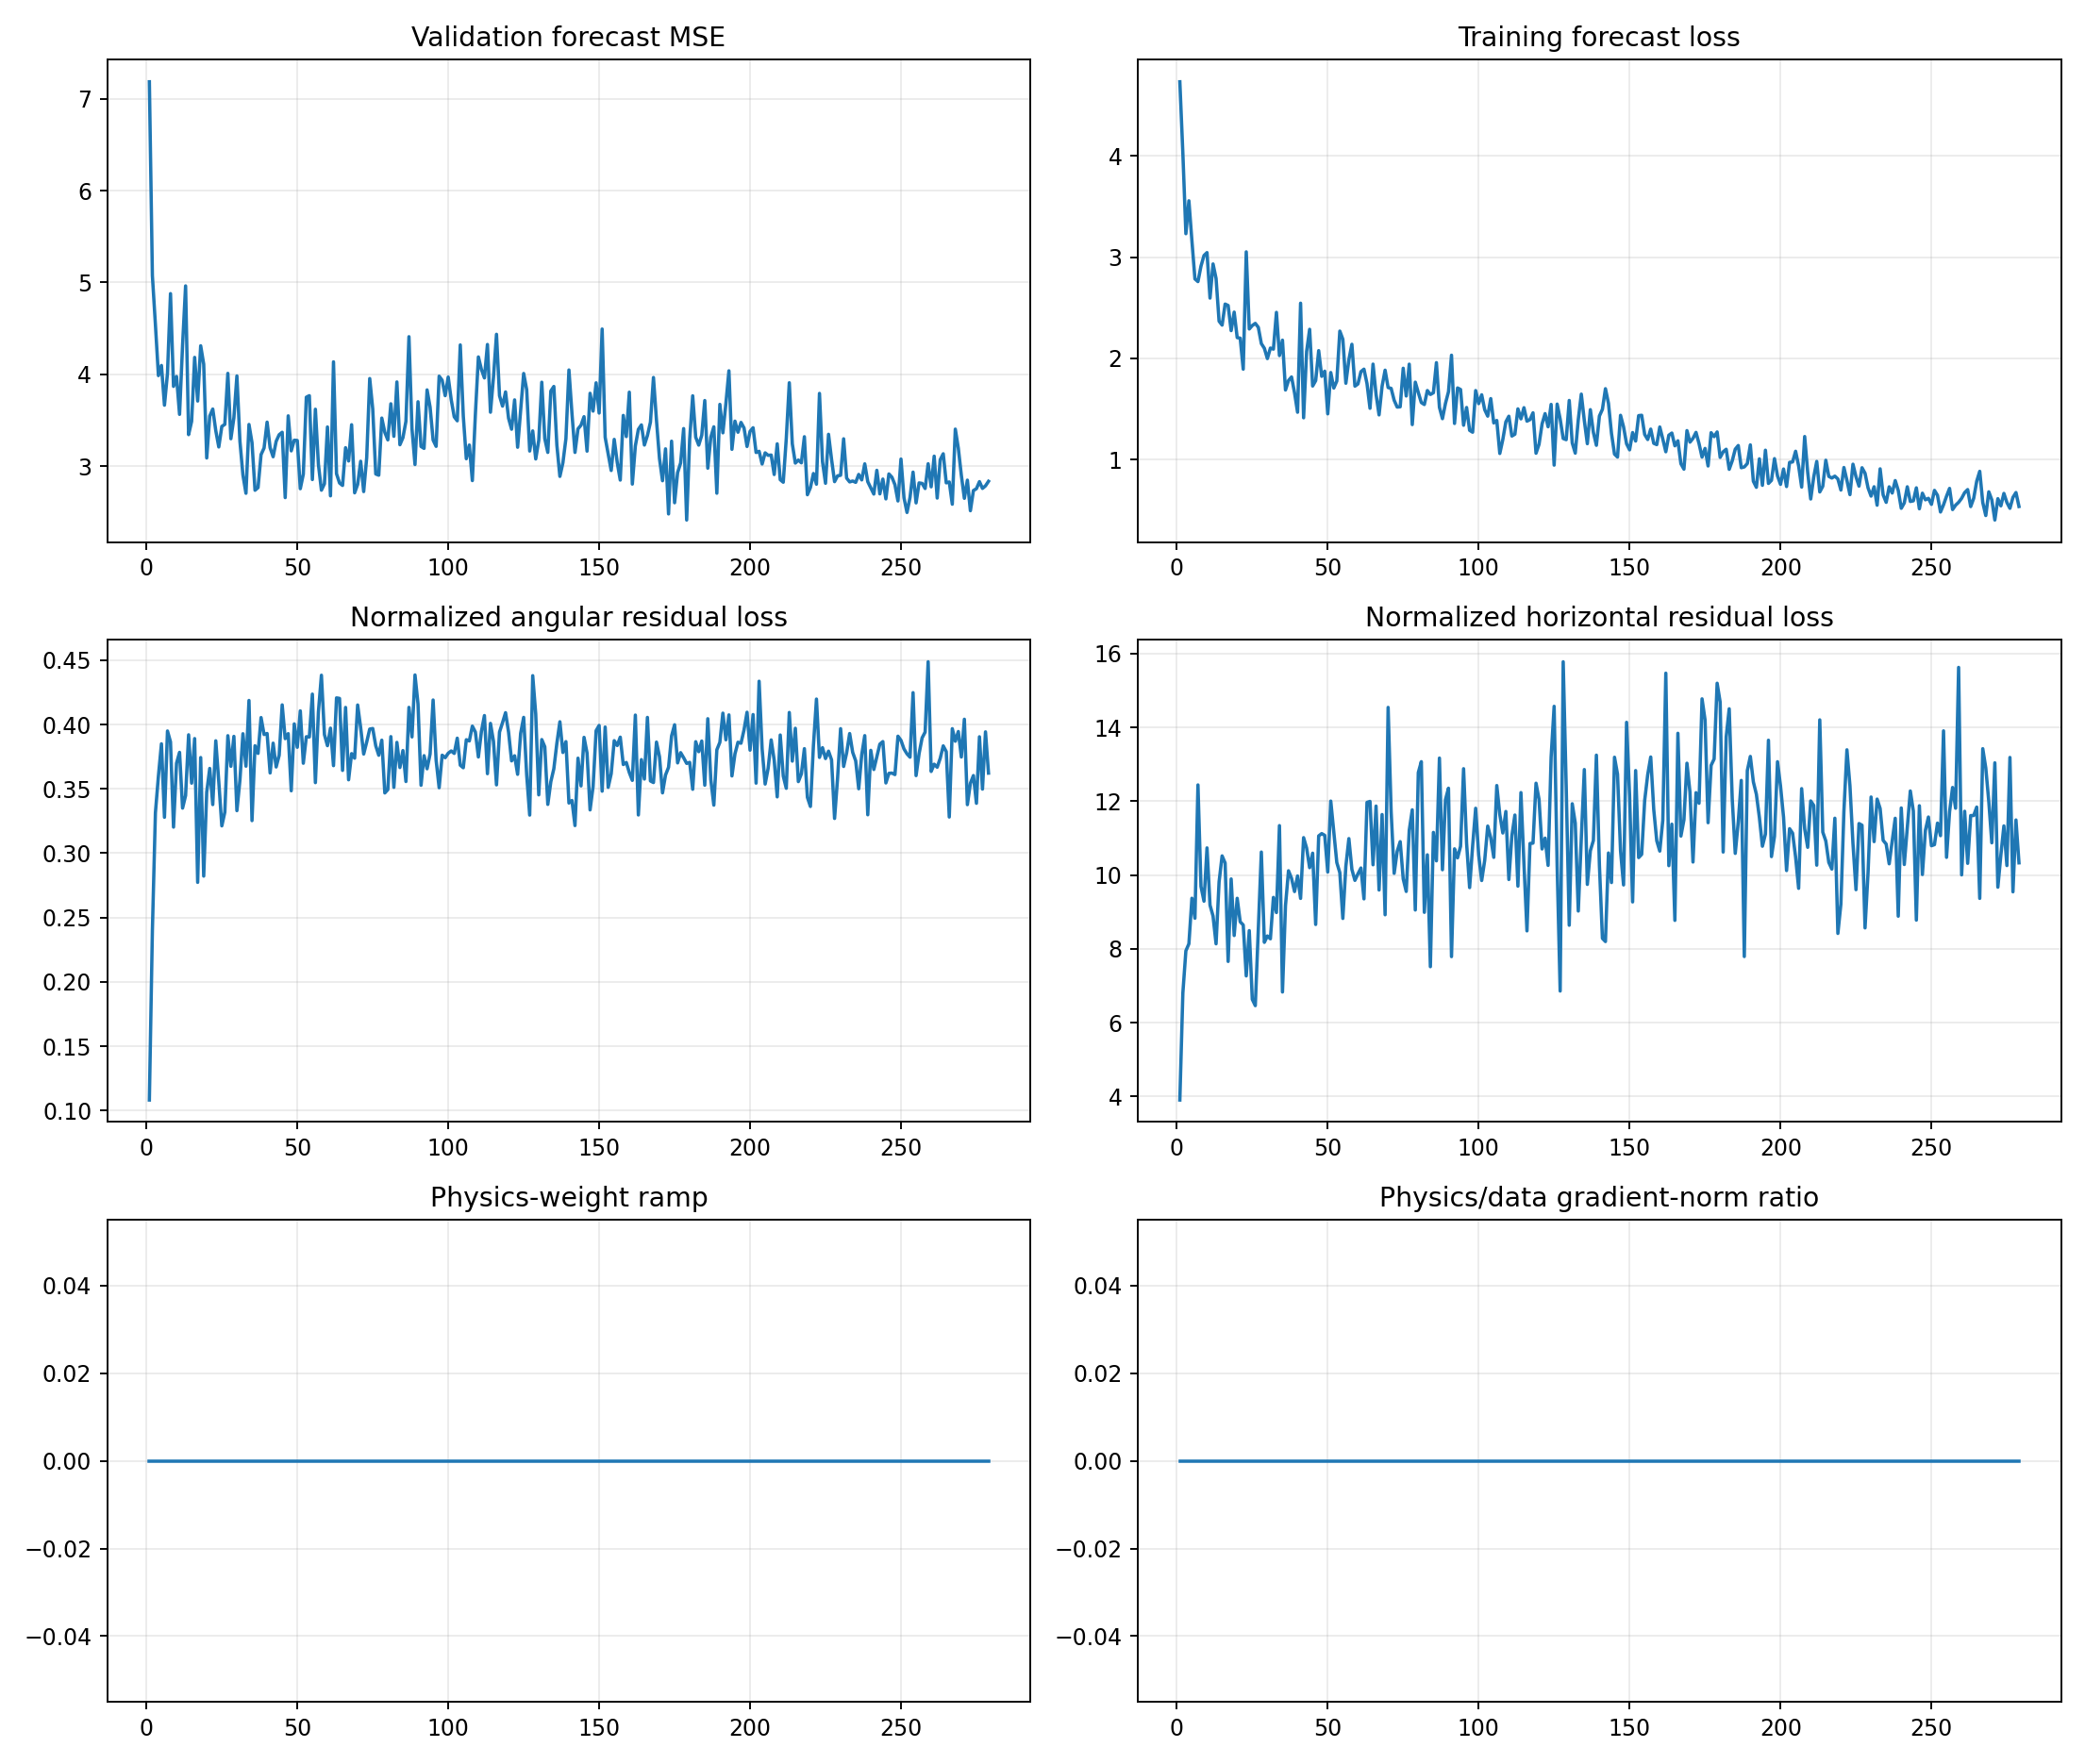 Validation forecast MSE
7
6
5
4
3
0 50 100 150 200 250
Training forecast loss
4
3
2
1
0 50 100 150 200 250
Normalized angular residual loss
0.45
0.40
0.35
0.30
0.25
0.20
0.15
0.10
0 50 100 150 200 250
Normalized horizontal residual loss
16
14
12
10
8
6
4
0 50 100 150 200 250
Physics-weight ramp
0.04
0.02
0.00
−0.02
−0.04
0 50 100 150 200 250
Physics/data gradient-norm ratio
0.04
0.02
0.00
−0.02
−0.04
0 50 100 150 200 250